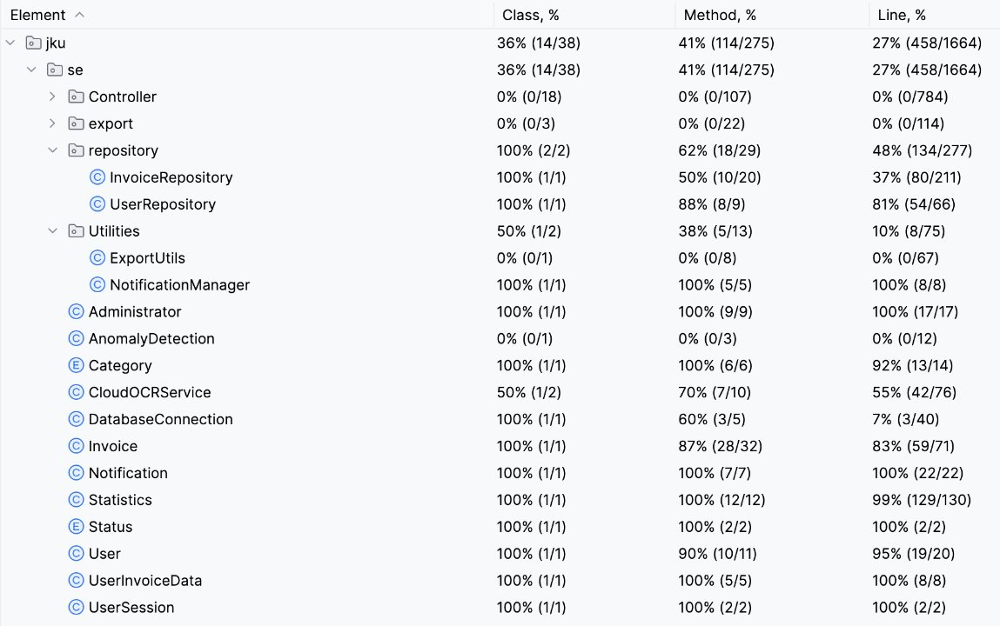 Element Class, % Method, % Line, %
jku 36% (14/38) 41% (114/275) 27% (458/1664)
se 36% (14/38) 41% (114/275) 27% (458/1664)
Controller 0% (0/18) 0% (0/107) 0% (0/784)
export 0% (0/3) 0% (0/22) 0% (0/114)
repository 100% (2/2) 62% (18/29) 48% (134/277)
C InvoiceRepository 100% (1/1) 50% (10/20) 37% (80/211)
C UserRepository 100% (1/1) 88% (8/9) 81% (54/66)
Utilities 50% (1/2) 38% (5/13) 10% (8/75)
C ExportUtils 0% (0/1) 0% (0/8) 0% (0/67)
C NotificationManager 100% (1/1) 100% (5/5) 100% (8/8)
C Administrator 100% (1/1) 100% (9/9) 100% (17/17)
C AnomalyDetection 0% (0/1) 0% (0/3) 0% (0/12)
E Category 100% (1/1) 100% (6/6) 92% (13/14)
C CloudOCRService 50% (1/2) 70% (7/10) 55% (42/76)
C DatabaseConnection 100% (1/1) 60% (3/5) 7% (3/40)
C Invoice 100% (1/1) 87% (28/32) 83% (59/71)
C Notification 100% (1/1) 100% (7/7) 100% (22/22)
C Statistics 100% (1/1) 100% (12/12) 99% (129/130)
E Status 100% (1/1) 100% (2/2) 100% (2/2)
C User 100% (1/1) 90% (10/11) 95% (19/20)
C UserInvoiceData 100% (1/1) 100% (5/5) 100% (8/8)
C UserSession 100% (1/1) 100% (2/2) 100% (2/2)